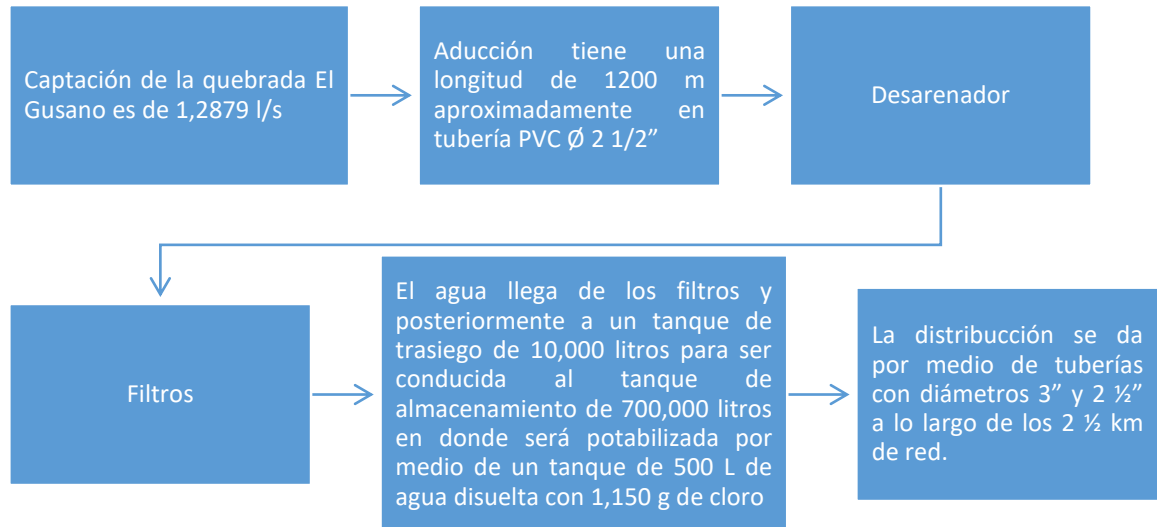 Captación de la quebrada El
Gusano es de 1,2879 l/s
Aducción tiene una
longitud de 1200 m
aproximadamente en
tubería PVC Ø 2 1/2”
Desarenador
Filtros
El agua llega de los filtros y
posteriormente a un tanque de
trasiego de 10,000 litros para ser
conducida al tanque de
almacenamiento de 700,000 litros
en donde será potabilizada por
medio de un tanque de 500 L de
agua disuelta con 1,150 g de cloro
La distribucción se da
por medio de tuberías
con diámetros 3” y 2 ½”
a lo largo de los 2 ½ km
de red.